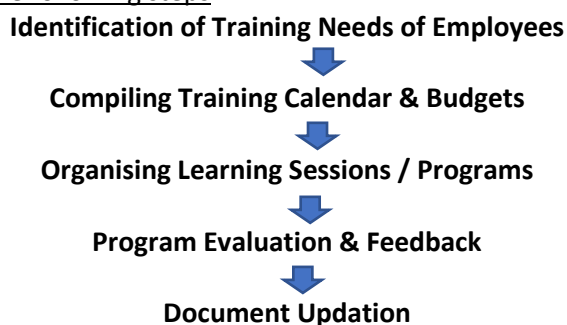 Identification of Training Needs of Employees
Compiling Training Calendar & Budgets
Organising Learning Sessions / Programs
Program Evaluation & Feedback
Document Updation